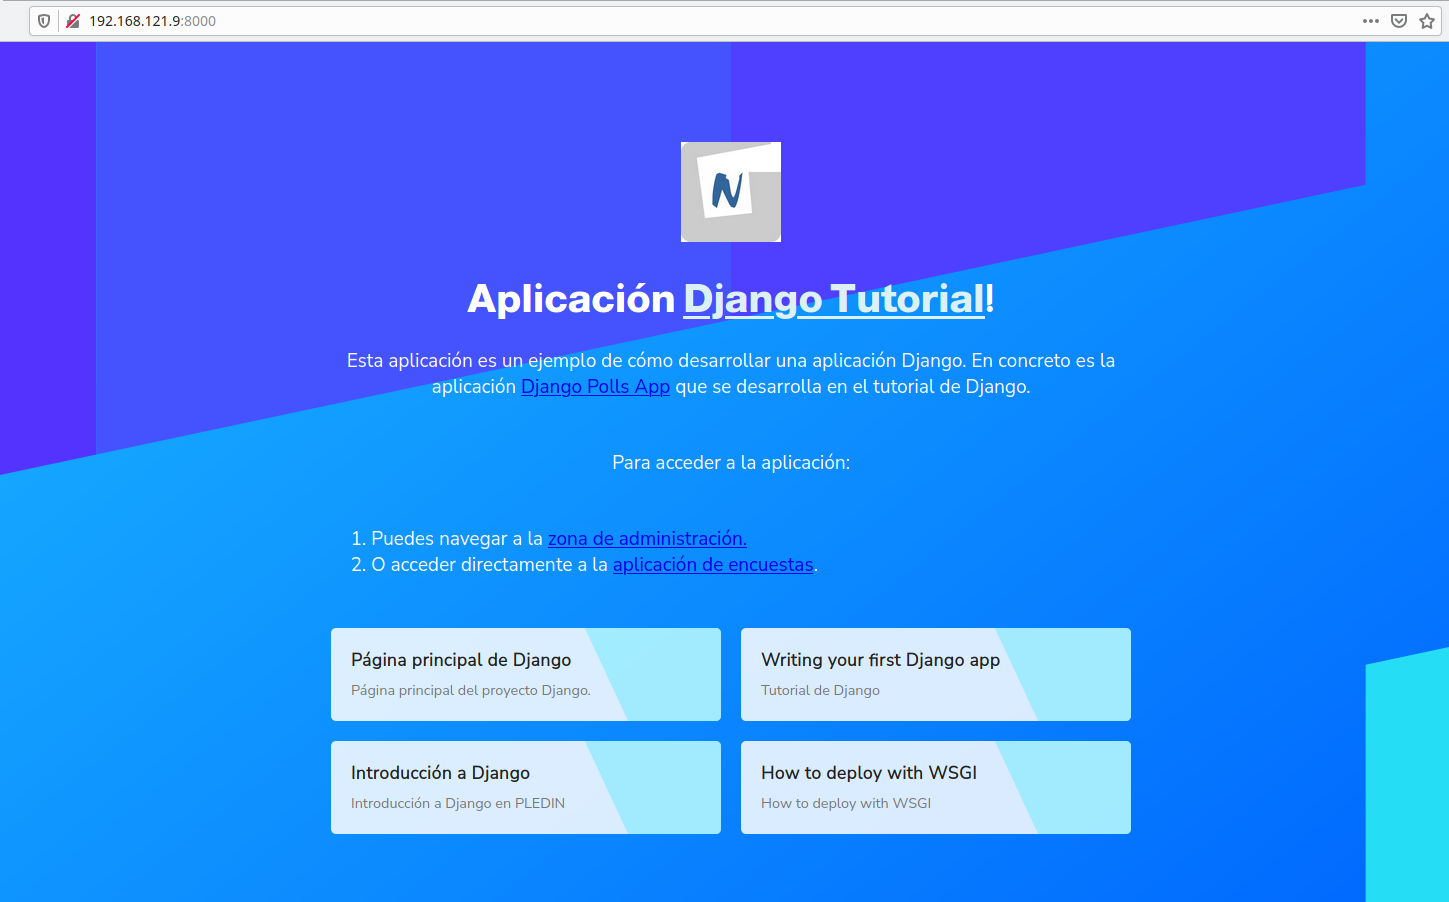 192.168.121.9:8000
N
Aplicación Django Tutorial!
Esta aplicación es un ejemplo de cómo desarrollar una aplicación Django. En concreto es la
aplicación Django Polls App que se desarrolla en el tutorial de Django.
Para acceder a la aplicación:
1. Puedes navegar a la zona de administración.
2. O acceder directamente a la aplicación de encuestas.
Página principal de Django
Página principal del proyecto Django.
Writing your first Django app
Tutorial de Django
Introducción a Django
Introducción a Django en PLEDIN
How to deploy with WSGI
How to deploy with WSGI